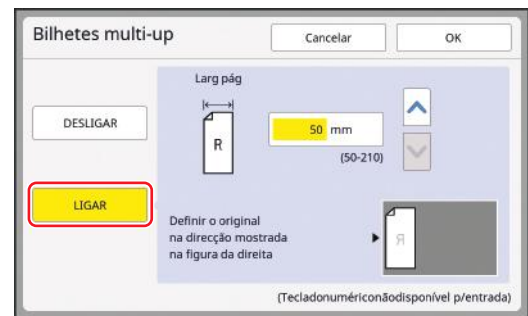 Bilhetes multi-up
Cancelar
OK
Larg pág
DESLIGAR
R
50 mm
(50-210)
LIGAR
Definir o original
na direcção mostrada
na figura da direita
R
(Tecladonumériconãodisponível p/entrada)